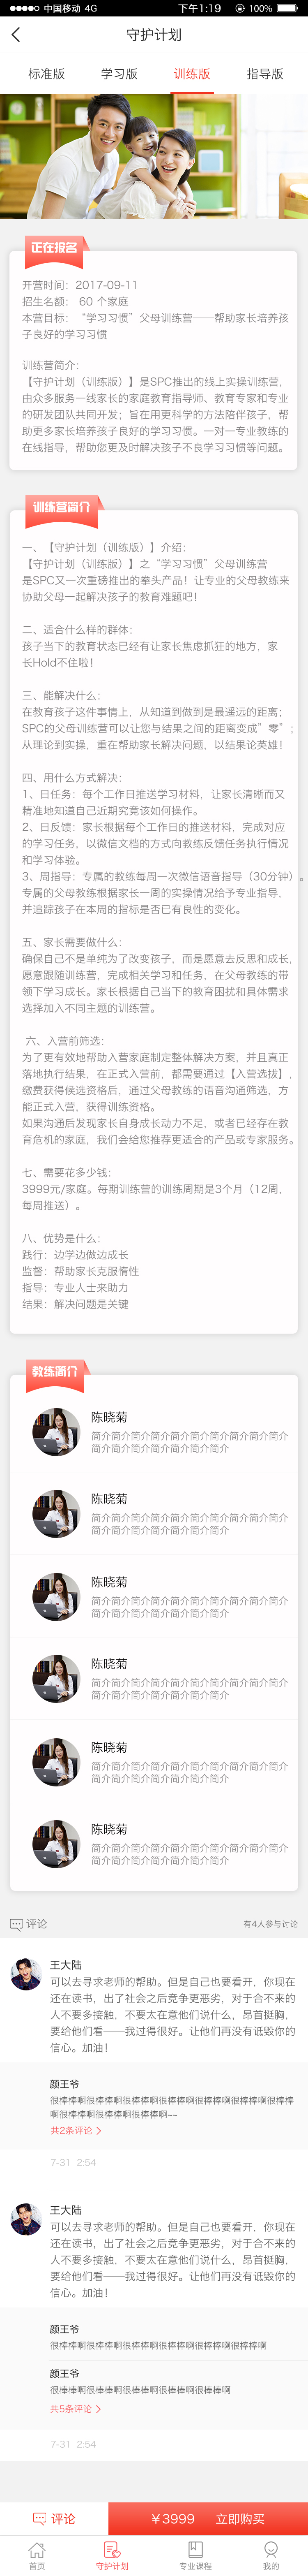 中国移动 4G 下午1:19 100%
守护计划
标准版 学习版 训练版 指导版
正在报名
开营时间：2017-09-11
招生名额： 60 个家庭
本营目标：“学习习惯”父母训练营——帮助家长培养孩
子良好的学习习惯
训练营简介：
【守护计划（训练版）】是SPC推出的线上实操训练营，
由众多服务一线家长的家庭教育指导师、教育专家和专业
的研发团队共同开发；旨在用更科学的方法陪伴孩子，帮
助更多家长培养孩子良好的学习习惯。一对一专业教练的
在线指导，帮助您更及时解决孩子不良学习习惯等问题。
训练营简介
一、【守护计划（训练版）】介绍：
【守护计划（训练版）】之“学习习惯”父母训练营
是SPC又一次重磅推出的拳头产品！让专业的父母教练来
协助父母一起解决孩子的教育难题吧！
二、适合什么样的群体：
孩子当下的教育状态已经有让家长焦虑抓狂的地方，家
长Hold不住啦！
三、能解决什么：
在教育孩子这件事情上，从知道到做到是最遥远的距离；
SPC的父母训练营可以让您与结果之间的距离变成”零”；
从理论到实操，重在帮助家长解决问题，以结果论英雄！
四、用什么方式解决：
1、日任务：每个工作日推送学习材料，让家长清晰而又
精准地知道自己近期究竟该如何操作。
2、日反馈：家长根据每个工作日的推送材料，完成对应
的学习任务，以微信文档的方式向教练反馈任务执行情况
和学习体验。
3、周指导：专属的教练每周一次微信语音指导（30分钟）。
专属的父母教练根据家长一周的实操情况给予专业指导，
并追踪孩子在本周的指标是否已有良性的变化。
五、家长需要做什么：
确保自己不是单纯为了改变孩子，而是愿意去反思和成长，
愿意跟随训练营，完成相关学习和任务，在父母教练的带
领下学习成长。家长根据自己当下的教育困扰和具体需求
选择加入不同主题的训练营。
六、入营前筛选：
为了更有效地帮助入营家庭制定整体解决方案，并且真正
落地执行结果，在正式入营前，都需要通过【入营选拔】，
缴费获得候选资格后，通过父母教练的语音沟通筛选，方
能正式入营，获得训练资格。
如果沟通后发现家长自身成长动力不足，或者已经存在教
育危机的家庭，我们会给您推荐更适合的产品或专家服务。
七、需要花多少钱：
3999元/家庭。每期训练营的训练周期是3个月（12周，
每周推送）。
八、优势是什么：
践行：边学边做边成长
监督：帮助家长克服惰性
指导：专业人士来助力
结果：解决问题是关键
教练简介
陈晓菊
简介简介简介简介简介简介简介简介简介简介
简介简介简介简介简介简介简介
陈晓菊
简介简介简介简介简介简介简介简介简介简介
简介简介简介简介简介简介简介
陈晓菊
简介简介简介简介简介简介简介简介简介简介
简介简介简介简介简介简介简介
陈晓菊
简介简介简介简介简介简介简介简介简介简介
简介简介简介简介简介简介简介
陈晓菊
简介简介简介简介简介简介简介简介简介简介
简介简介简介简介简介简介简介
陈晓菊
简介简介简介简介简介简介简介简介简介简介
简介简介简介简介简介简介简介
评论 有4人参与讨论
王大陆
可以去寻求老师的帮助。但是自己也要看开，你现在
还在读书，出了社会之后竞争更恶劣，对于合不来的
人不要多接触，不要太在意他们说什么，昂首挺胸，
要给他们看——我过得很好。让他们再没有诋毁你的
信心。加油！
颜王爷
很棒棒啊很棒棒啊很棒棒啊很棒棒啊很棒棒啊很棒棒啊很棒棒
啊很棒棒啊很棒棒啊很棒棒啊~~
共2条评论
7-31 2:54
王大陆
可以去寻求老师的帮助。但是自己也要看开，你现在
还在读书，出了社会之后竞争更恶劣，对于合不来的
人不要多接触，不要太在意他们说什么，昂首挺胸，
要给他们看——我过得很好。让他们再没有诋毁你的
信心。加油！
颜王爷
很棒棒啊很棒棒啊很棒棒啊很棒棒啊很棒棒啊很棒棒啊
颜王爷
很棒棒啊很棒棒啊很棒棒啊很棒棒啊很棒棒啊
共5条评论
7-31 2:54
评论 ￥3999 立即购买
首页 守护计划 专业课程 我的